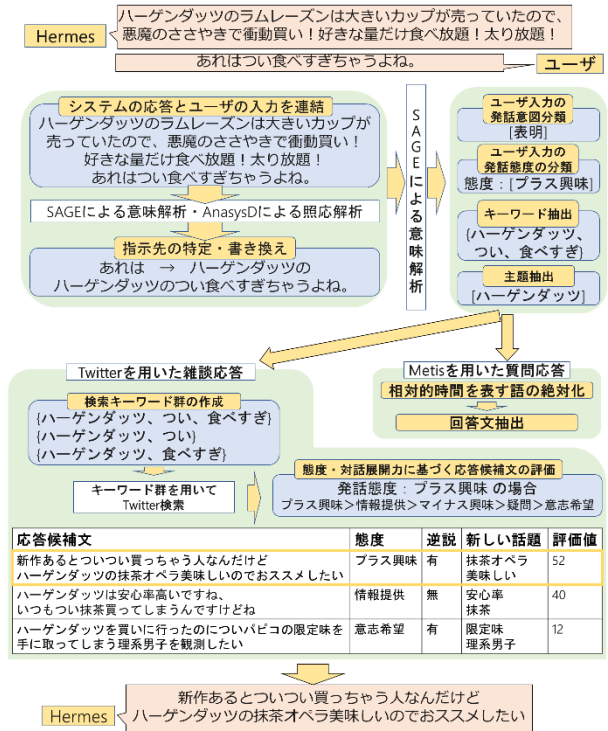 ハーゲンダッツのラムレーズンは大きいカップが売っていたので、
悪魔のささやきで衝動買い！好きな量だけ食べ放題！太り放題！
Hermes
あれはつい食べすぎちゃうよね。
ユーザ
システムの応答とユーザの入力を連結
ハーゲンダッツのラムレーズンは大きいカップが
売っていたので、悪魔のささやきで衝動買い！
好きな量だけ食べ放題！太り放題！
あれはつい食べすぎちゃうよね。
SAGEによる意味解析・AnasysDによる照応解析
指示先の特定・書き換え
あれは → ハーゲンダッツの
ハーゲンダッツのつい食べすぎちゃうよね。
SAGEによる意味解析
ユーザ入力の
発話意図分類
[表明]
ユーザ入力の
発話態度の分類
態度：[プラス興味]
キーワード抽出
{ハーゲンダッツ、
つい、食べすぎ}
主題抽出
[ハーゲンダッツ]
Twitterを用いた雑談応答
検索キーワード群の作成
{ハーゲンダッツ、つい、食べすぎ}
{ハーゲンダッツ、つい)
{ハーゲンダッツ、食べすぎ}
キーワード群を用いて
Twitter検索
Metisを用いた質問応答
相対的時間を表す語の絶対化
回答文抽出
態度・対話展開力に基づく応答候補文の評価
発話態度：プラス興味 の場合
プラス興味＞情報提供＞マイナス興味＞疑問＞意志希望
応答候補文 態度 逆説 新しい話題 評価値
新作あるとついつい買っちゃう人なんだけど
ハーゲンダッツの抹茶オペラ美味しいのでおススメしたい
プラス興味 有 抹茶オペラ 52
美味しい
ハーゲンダッツは安心率高いですね、
いつもつい抹茶買ってしまうんですけどね
情報提供 無 安心率 40
抹茶
ハーゲンダッツを買いに行ったのについパピコの限定味を
手に取ってしまう理系男子を観測したい
意志希望 有 限定味 12
理系男子
新作あるとついつい買っちゃう人なんだけど
ハーゲンダッツの抹茶オペラ美味しいのでおススメしたい
Hermes